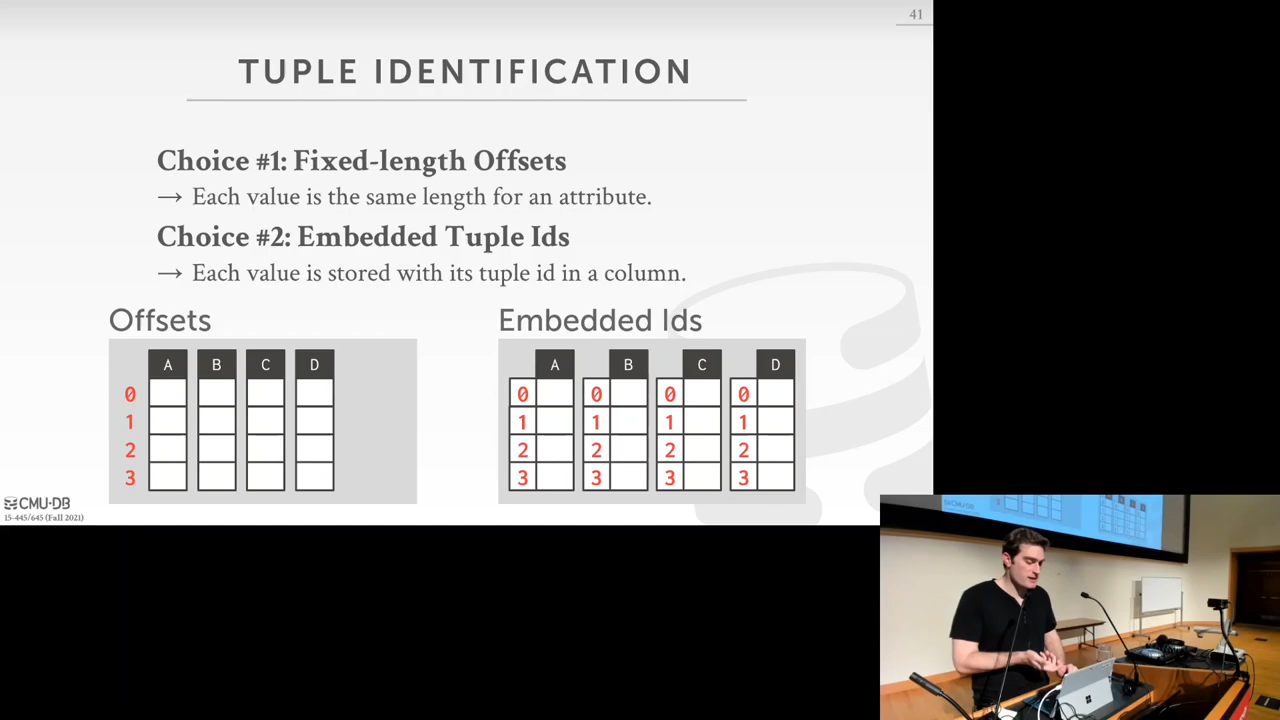 41
TUPLE IDENTIFICATION
Choice #1: Fixed-length Offsets
→ Each value is the same length for an attribute.
Choice #2: Embedded Tuple Ids
→ Each value is stored with its tuple id in a column.
Offsets
A B C D
0
1
2
3
Embedded Ids
A B C D
0 0 0 0
1 1 1 1
2 2 2 2
3 3 3 3
CMU·DB
15-445/645 (Fall 2021)